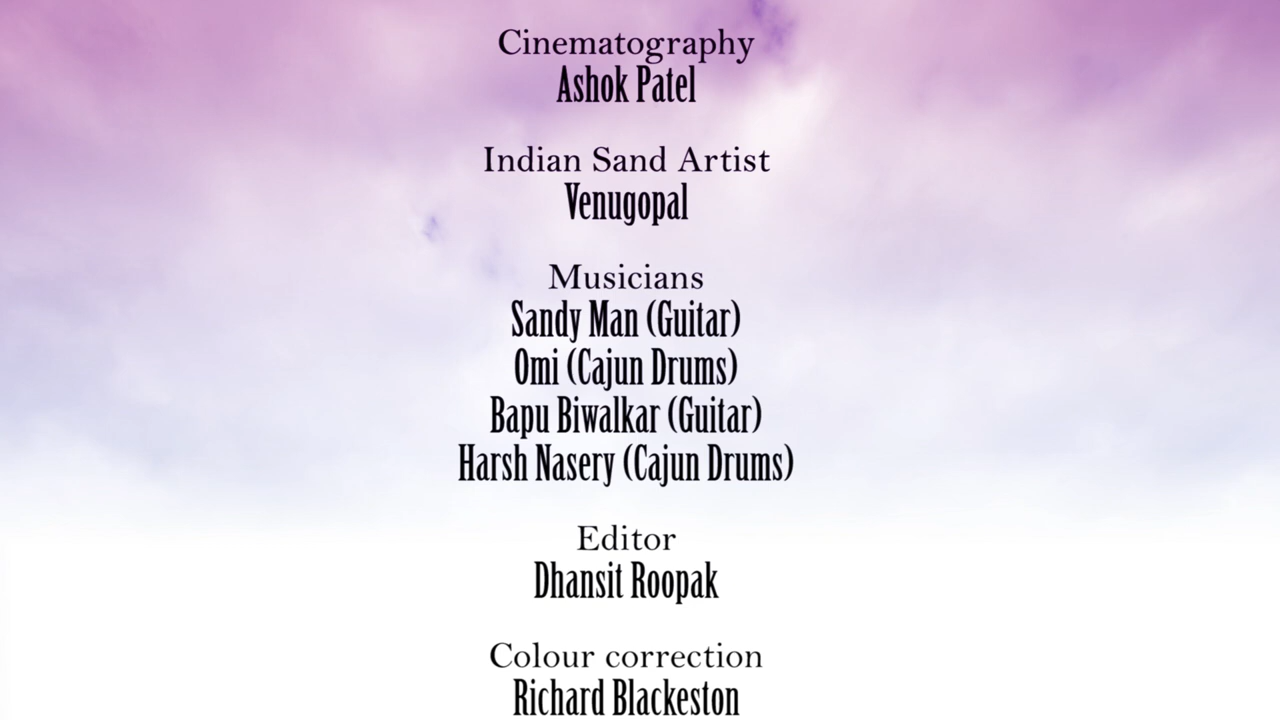 Cinematography
Ashok Patel
Indian Sand Artist
Venugopal
Musicians
Sandy Man (Guitar)
Omi (Cajun Drums)
Bapu Biwalkar (Guitar)
Harsh Nasery (Cajun Drums)
Editor
Dhansit Roopak
Colour correction
Richard Blackeston